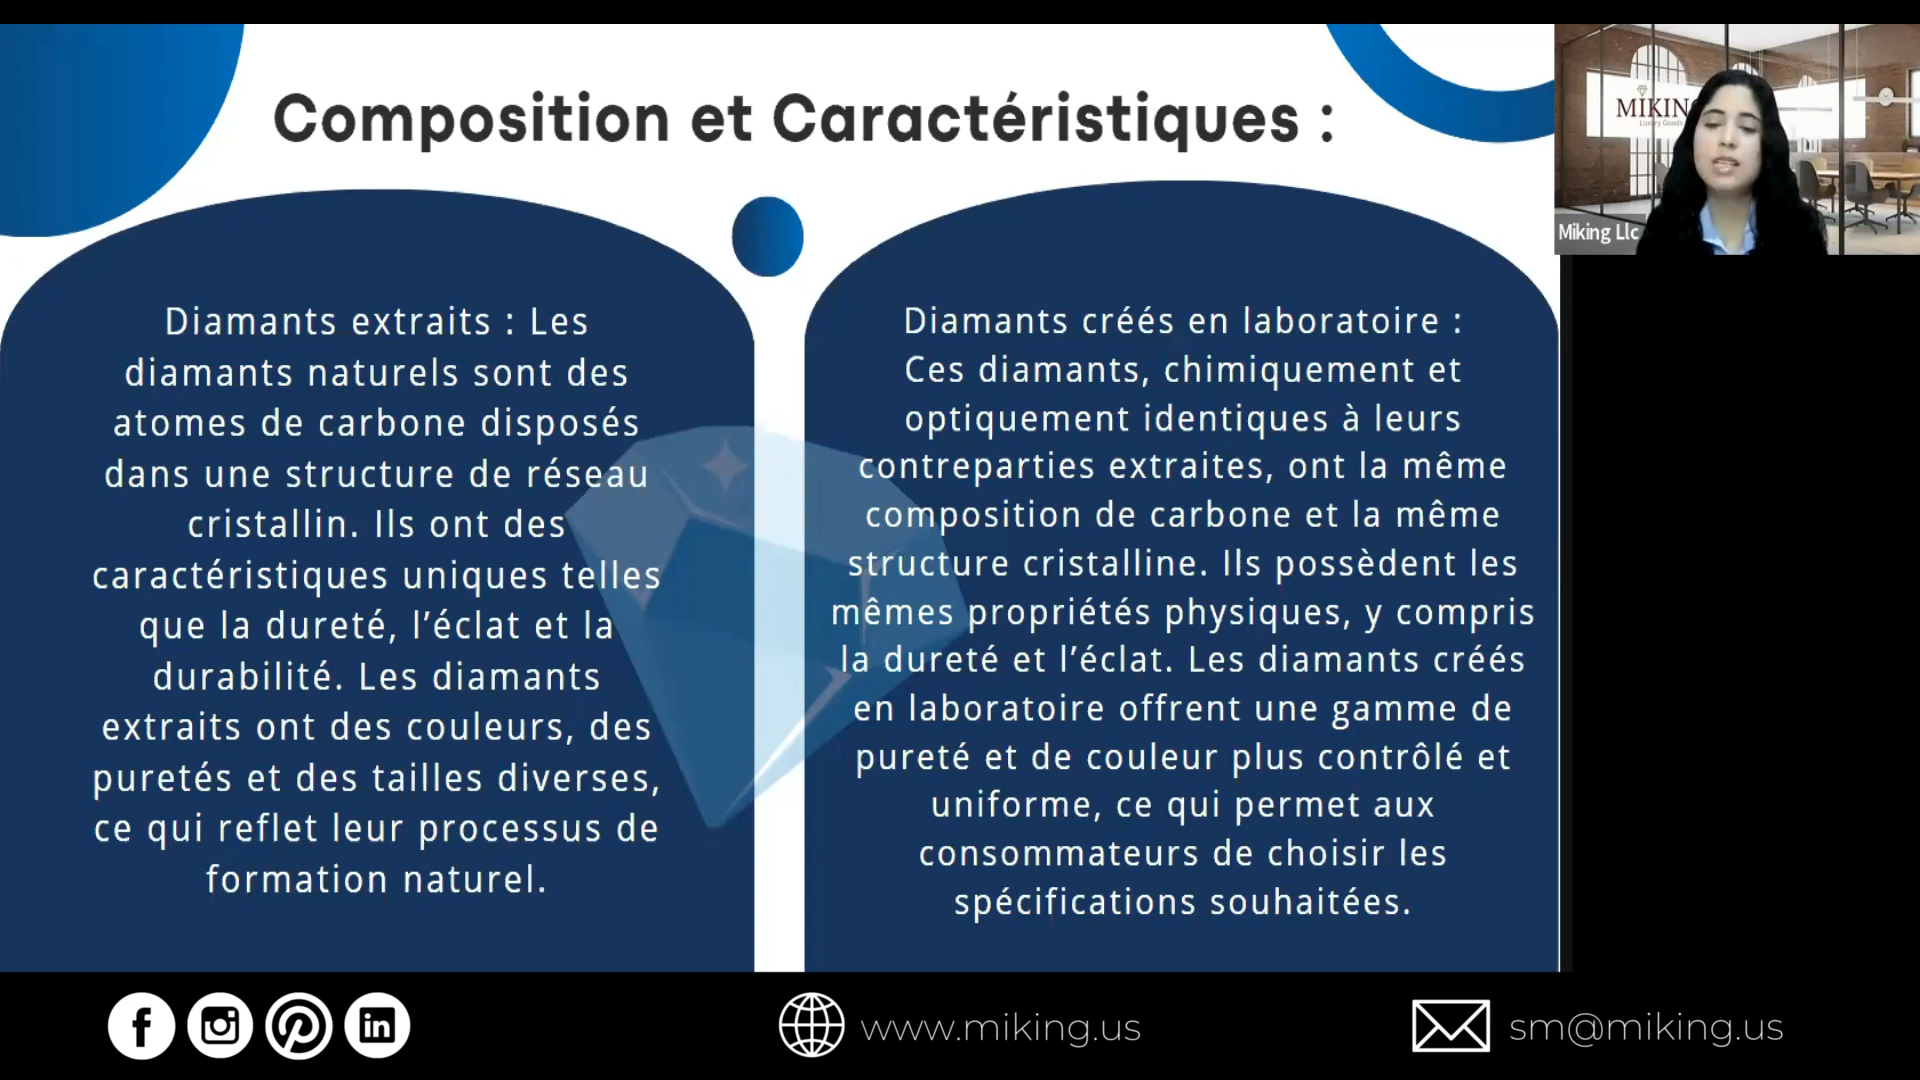 Composition et Caractéristiques :
Diamants extraits : Les
diamants naturels sont des
atomes de carbone disposés
dans une structure de réseau
cristallin. Ils ont des
caractéristiques uniques telles
que la dureté, l’éclat et la
durabilité. Les diamants
extraits ont des couleurs, des
puretés et des tailles diverses,
ce qui reflet leur processus de
formation naturel.
Diamants créés en laboratoire :
Ces diamants, chimiquement et
optiquement identiques à leurs
contreparties extraites, ont la même
composition de carbone et la même
structure cristalline. Ils possèdent les
mêmes propriétés physiques, y compris
la dureté et l’éclat. Les diamants créés
en laboratoire offrent une gamme de
pureté et de couleur plus contrôlé et
uniforme, ce qui permet aux
consommateurs de choisir les
spécifications souhaitées.
Miking Llc
www.miking.us
sm@miking.us